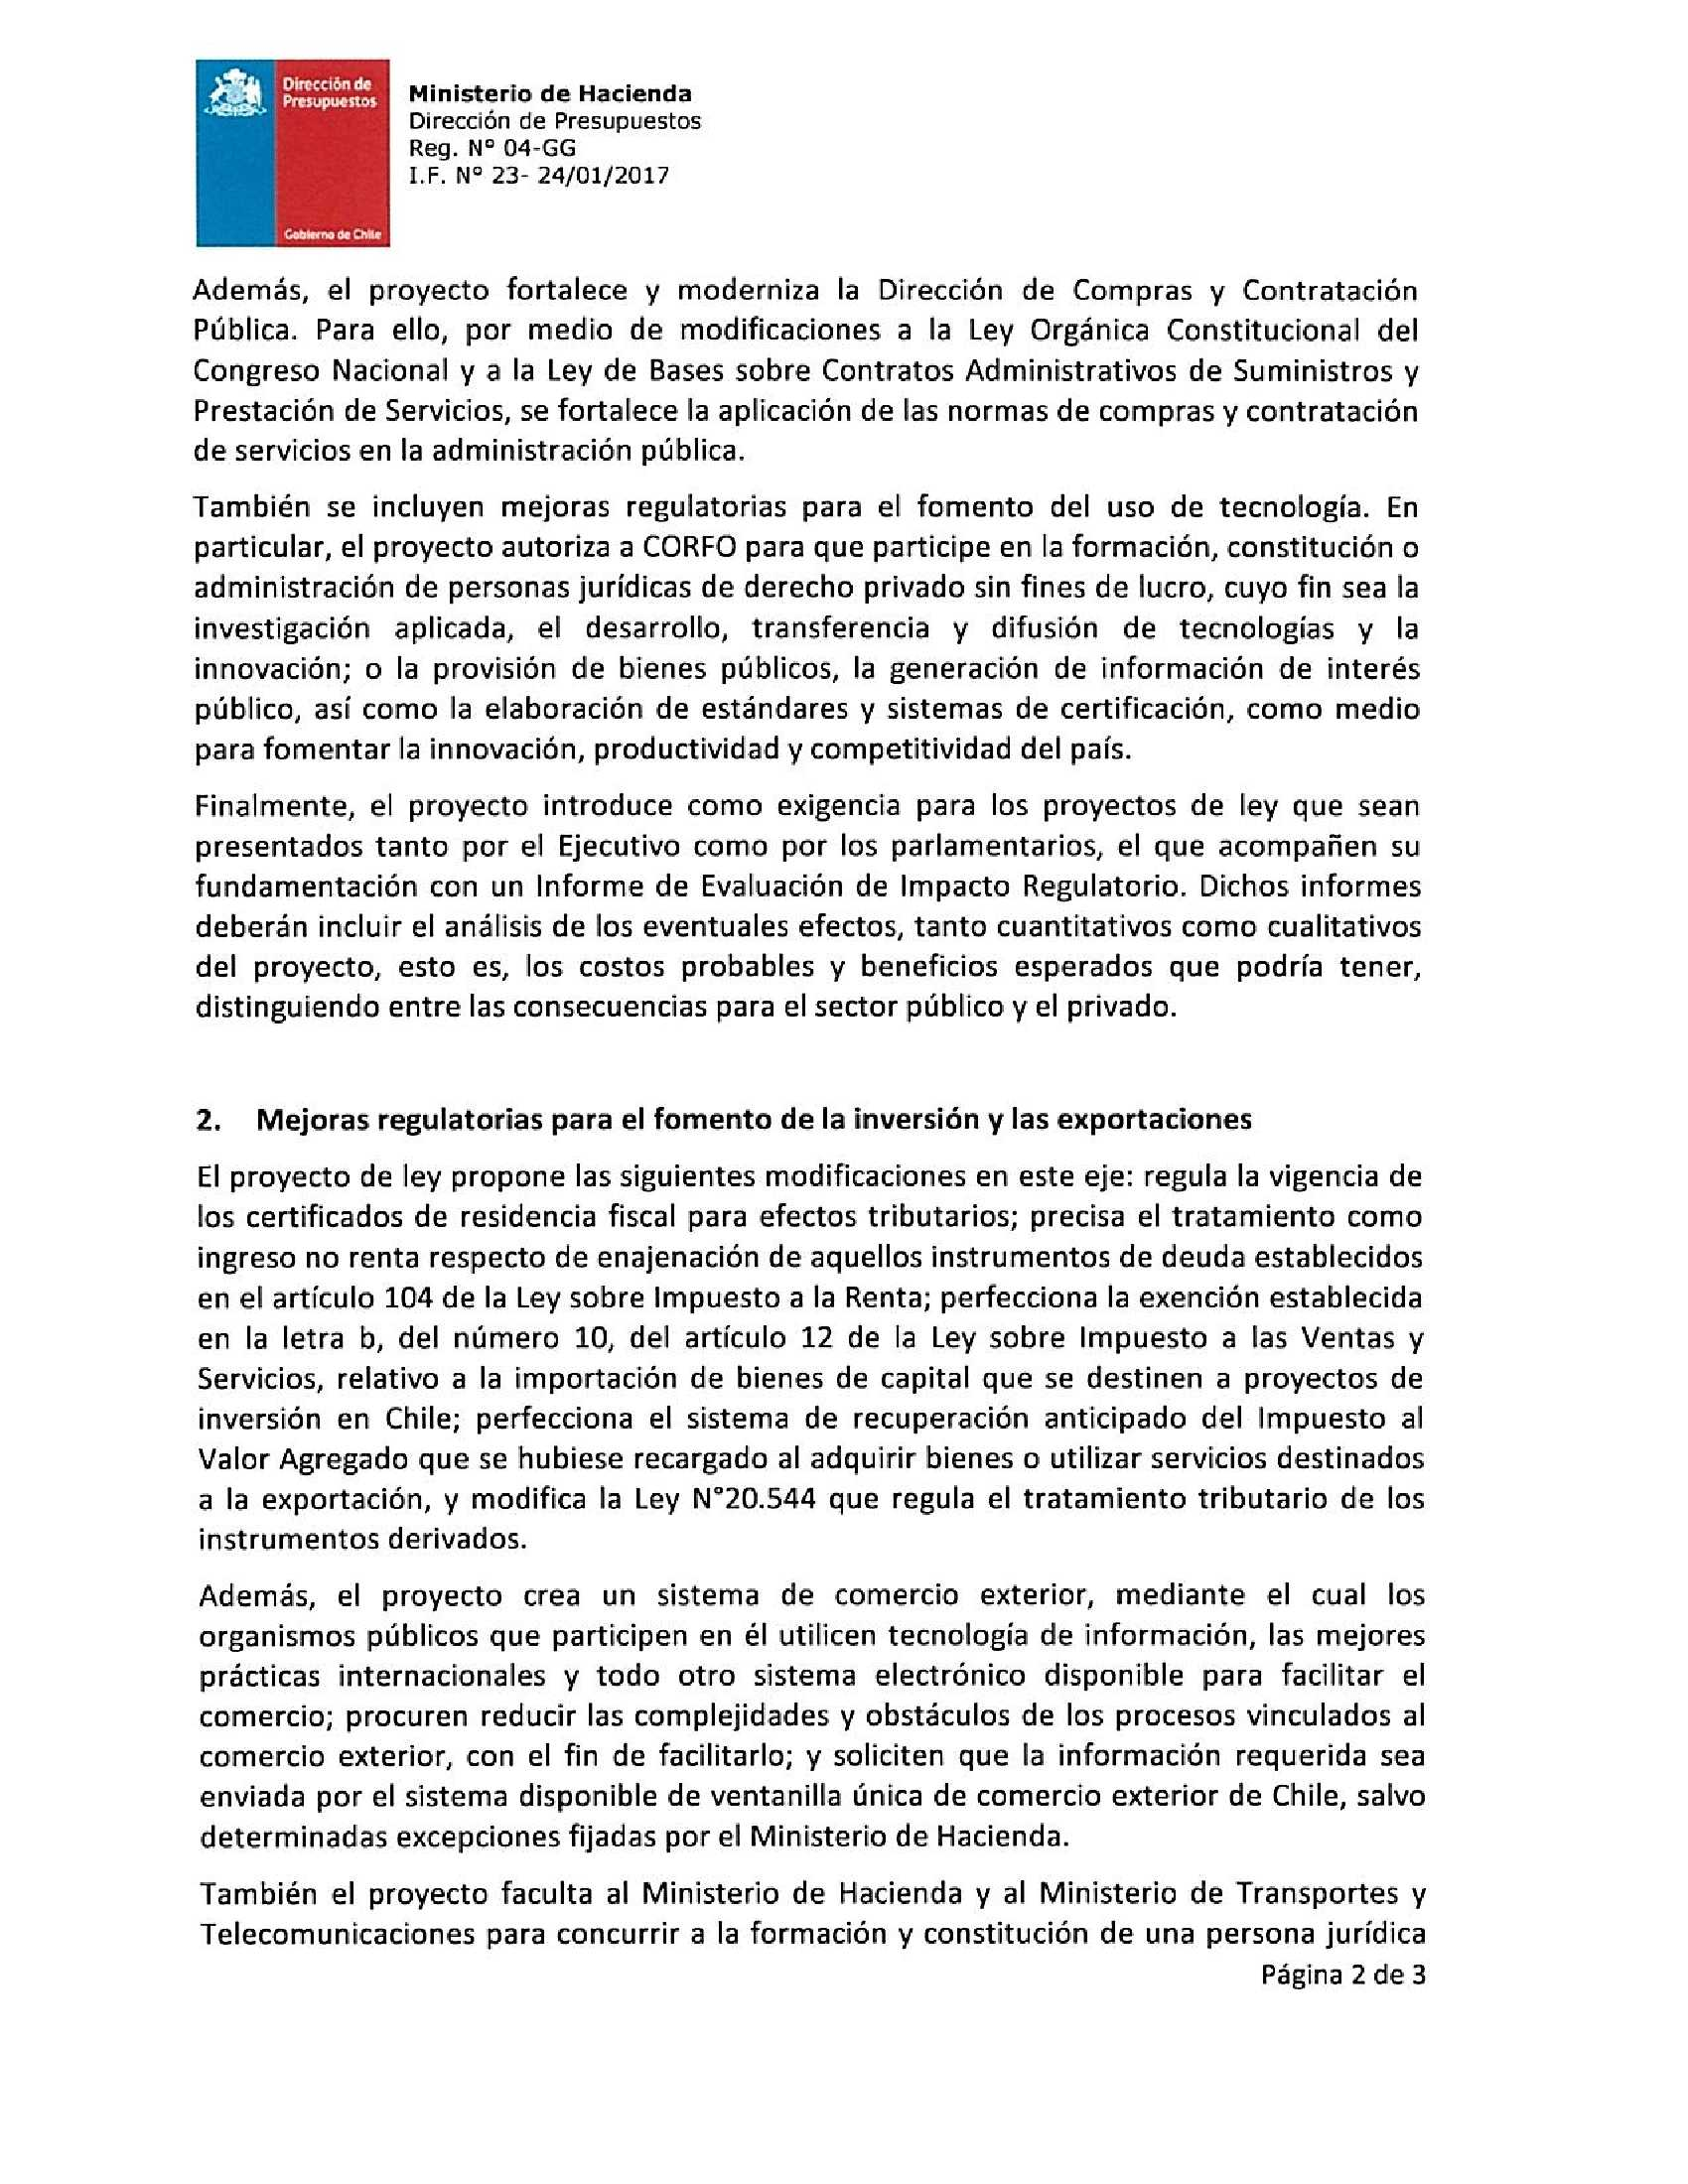 Dirección de
Presupuestos
Gobierno de Chile
Ministerio de Hacienda
Dirección de Presupuestos
Reg. Nº 04-GG
I.F. Nº 23- 24/01/2017
Además, el proyecto fortalece y moderniza la Dirección de Compras y Contratación
Pública. Para ello, por medio de modificaciones a la Ley Orgánica Constitucional del
Congreso Nacional y a la Ley de Bases sobre Contratos Administrativos de Suministros y
Prestación de Servicios, se fortalece la aplicación de las normas de compras y contratación
de servicios en la administración pública.
También se incluyen mejoras regulatorias para el fomento del uso de tecnología. En
particular, el proyecto autoriza a CORFO para que participe en la formación, constitución o
administración de personas jurídicas de derecho privado sin fines de lucro, cuyo fin sea la
investigación aplicada, el desarrollo, transferencia y difusión de tecnologías y la
innovación; o la provisión de bienes públicos, la generación de información de interés
público, así como la elaboración de estándares y sistemas de certificación, como medio
para fomentar la innovación, productividad y competitividad del país.
Finalmente, el proyecto introduce como exigencia para los proyectos de ley que sean
presentados tanto por el Ejecutivo como por los parlamentarios, el que acompañen su
fundamentación con un Informe de Evaluación de Impacto Regulatorio. Dichos informes
deberán incluir el análisis de los eventuales efectos, tanto cuantitativos como cualitativos
del proyecto, esto es, los costos probables y beneficios esperados que podría tener,
distinguiendo entre las consecuencias para el sector público y el privado.
2. Mejoras regulatorias para el fomento de la inversión y las exportaciones
El proyecto de ley propone las siguientes modificaciones en este eje: regula la vigencia de
los certificados de residencia fiscal para efectos tributarios; precisa el tratamiento como
ingreso no renta respecto de enajenación de aquellos instrumentos de deuda establecidos
en el artículo 104 de la Ley sobre Impuesto a la Renta; perfecciona la exención establecida
en la letra b, del número 10, del artículo 12 de la Ley sobre Impuesto a las Ventas y
Servicios, relativo a la importación de bienes de capital que se destinen a proyectos de
inversión en Chile; perfecciona el sistema de recuperación anticipado del Impuesto al
Valor Agregado que se hubiese recargado al adquirir bienes o utilizar servicios destinados
a la exportación, y modifica la Ley N°20.544 que regula el tratamiento tributario de los
instrumentos derivados.
Además, el proyecto crea un sistema de comercio exterior, mediante el cual los
organismos públicos que participen en él utilicen tecnología de información, las mejores
prácticas internacionales y todo otro sistema electrónico disponible para facilitar el
comercio; procuren reducir las complejidades y obstáculos de los procesos vinculados al
comercio exterior, con el fin de facilitarlo; y soliciten que la información requerida sea
enviada por el sistema disponible de ventanilla única de comercio exterior de Chile, salvo
determinadas excepciones fijadas por el Ministerio de Hacienda.
También el proyecto faculta al Ministerio de Hacienda y al Ministerio de Transportes y
Telecomunicaciones para concurrir a la formación y constitución de una persona jurídica
Página 2 de 3